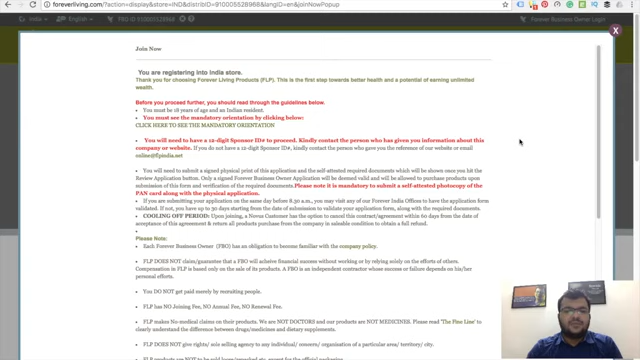 foreverliving.com/?action=display&store=IND&distribID=910005528968&langID=en&joinNowPopup
India
English
FBO ID# 910005528968
Forever Business Owner Login
X
Join Now
You are registering into India store.
Thank you for choosing Forever Living Products (FLP). This is the first step towards better health and a potential of earning unlimited
wealth.
Before you proceed further, you should read through the guidelines below.
• You must be 18 years of age and an Indian resident.
• You must see the mandatory orientation by clicking below:
CLICK HERE TO SEE THE MANDATORY ORIENTATION
• You will need to have a 12-digit Sponsor ID# to proceed. Kindly contact the person who has given you information about this
company or website. If you do not have a 12-digit Sponsor ID#, kindly contact the person who gave you the reference of our website or email
online@flpindia.net
• You will need to submit a signed physical print of this application and the self-attested required documents which will be shown once you hit the
Review Application button. Only a signed Forever Business Owner Application will be deemed valid and will be allowed to purchase products upon
submission of this form and verification of the required documents.Please note it is mandatory to submit a self-attested photocopy of the
PAN card along with the physical application.
• If you are submitting your application on the same day before 6.30 a.m., you may visit any of our Forever India Offices to have the application form
validated. If not, you have up to 30 days starting from the date of submission to validate your application form, along with the required documents.
• COOLING OFF PERIOD: Upon joining, a Novus Customer has the option to cancel this contract/agreement within 60 days from the date of
acceptance of this agreement & return all products purchase from the company in saleable condition to obtain a full refund.
•
Please Note:
• Each Forever Business Owner (FBO) has an obligation to become familiar with the company policy.
• FLP DOES NOT claim/guarantee that a FBO will achieve financial success without working or by relying solely on the efforts of others.
Compensation in FLP is based only on the sale of its products. A FBO is an independent contractor whose success or failure depends on his/her
personal efforts.
• You DO NOT get paid merely by recruiting people.
• FLP has NO Joining Fee, NO Annual Fee, NO Renewal Fee.
• FLP makes No medical claims on their products. We are NOT DOCTORS and our products are NOT MEDICINES. Please read 'The Fine Line' to
clearly understand the difference between drugs/medicines and dietary supplements.
• FLP DOES NOT give rights/ sole selling agency to any individual/ concern/ organisation of a particular area/ territory/ city.